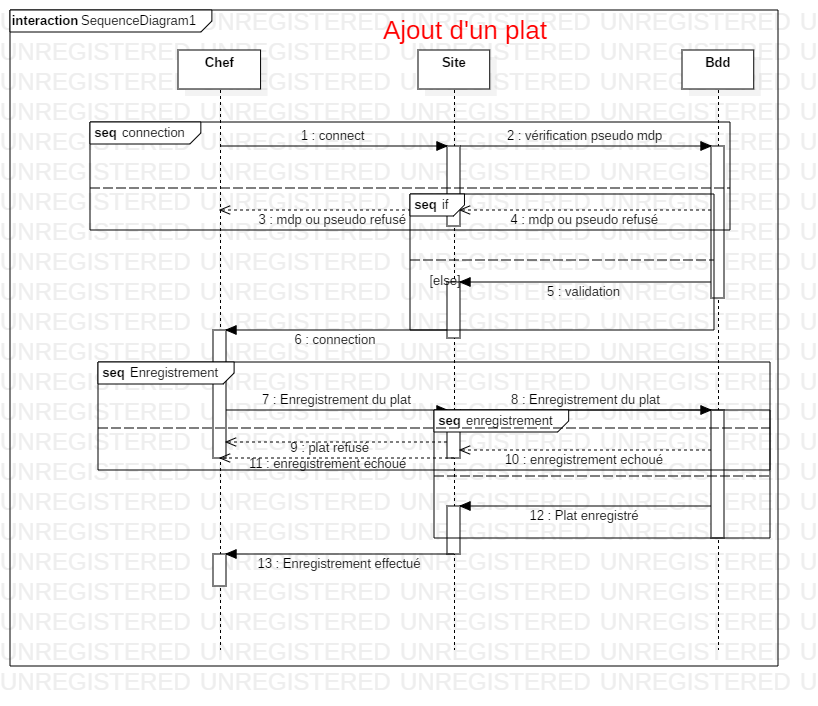 interaction SequenceDiagram1
Ajout d'un plat
Chef
Site
Bdd
seq connection
1 : connect
2 : vérification pseudo mdp
seq if
3 : mdp ou pseudo refusé
4 : mdp ou pseudo refusé
[else]
5 : validation
6 : connection
seq Enregistrement
7 : Enregistrement du plat
8 : Enregistrement du plat
seq enregistrement
9 : plat refusé
10 : enregistrement echoué
11 : enregistrement echoué
12 : Plat enregistré
13 : Enregistrement effectué
UNREGISTERED